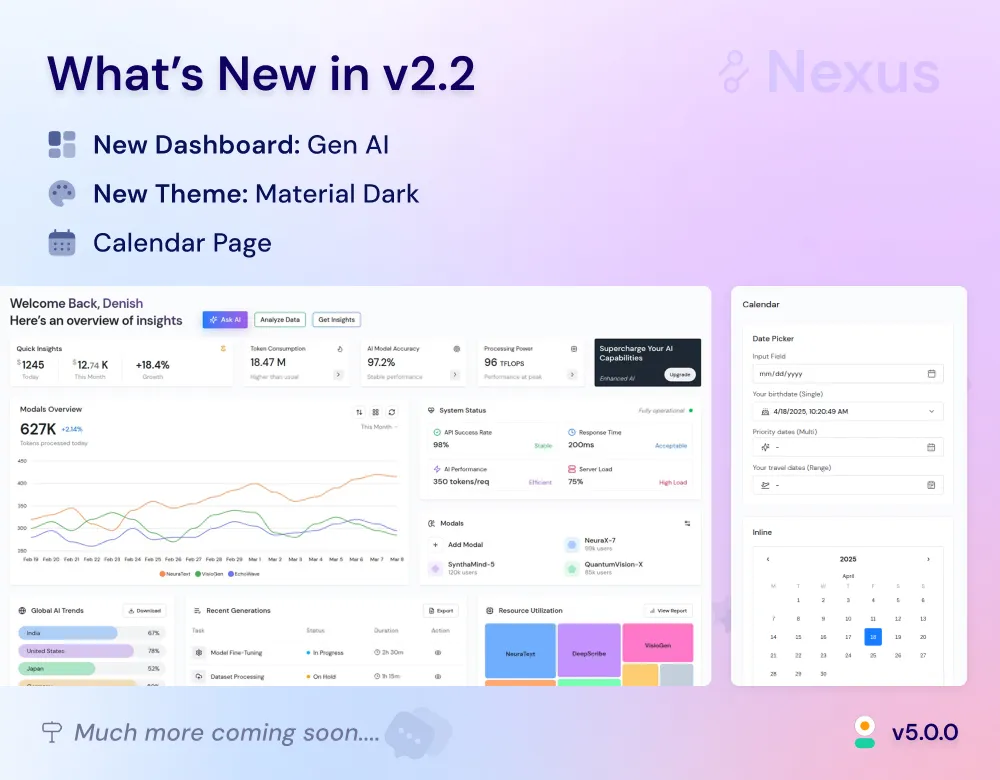 What's New in v2.2
Nexus
New Dashboard: Gen AI
New Theme: Material Dark
Calendar Page
Welcome Back, Denish
Here's an overview of insights
Ask AI
Analyze Data
Get Insights
Quick Insights
$1245
Today
$12.74 K
This Month
+18.4%
Growth
Token Consumption
18.47 M
Higher than usual
AI Model Accuracy
97.2%
Stable performance
Processing Power
96 TFLOPS
Performance at peak
Supercharge Your AI
Capabilities
Enhanced AI
Upgrade
Modals Overview
627K +2.14%
Tokens processed today
This Month
450
400
350
300
Feb 19 Feb 20 Feb 21 Feb 22 Feb 23 Feb 24 Feb 25 Feb 26 Feb 27 Feb 28 Feb 29 Mar 1 Mar 2 Mar 3 Mar 4 Mar 5 Mar 6 Mar 7 Mar 8
NeuraText VisioGen EchoWave
System Status
Fully operational
API Success Rate
98%
Stable
Response Time
200ms
Acceptable
AI Performance
350 tokens/req
Efficient
Server Load
75%
High Load
Modals
Add Modal
NeuraX-7
99k users
SynthaMind-5
120k users
QuantumVision-X
85k users
Global AI Trends
Download
India 67%
United States 78%
Japan 52%
Recent Generations
Export
Task Status Duration Action
Model Fine-Tuning In Progress 2h 30m
Dataset Processing On Hold 1h 15m
Resource Utilization
View Report
NeuraText
DeepScribe
VisioGen
Calendar
Date Picker
Input Field
mm/dd/yyyy
Your birthdate (Single)
4/18/2025, 10:20:49 AM
Priority dates (Multi)
-
Your travel dates (Range)
-
Inline
2025
April
M T W T F S S
1 2 3 4 5 6
7 8 9 10 11 12 13
14 15 16 17 18 19 20
21 22 23 24 25 26 27
28 29 30
Much more coming soon....
v5.0.0